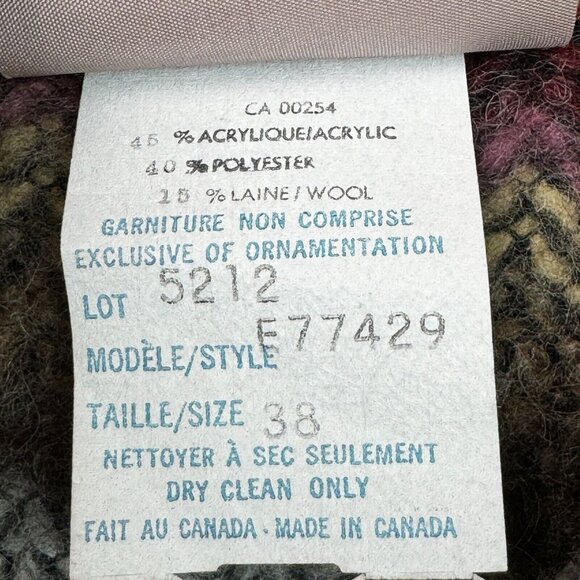 CA 00254
45 % ACRYLIQUE/ACRYLIC
40 % POLYESTER
15 % LAINE/WOOL
GARNITURE NON COMPRISE
EXCLUSIVE OF ORNAMENTATION
LOT 5212
MODÈLE/STYLE E77429
TAILLE/SIZE 38
NETTOYER À SEC SEULEMENT
DRY CLEAN ONLY
FAIT AU CANADA - MADE IN CANADA